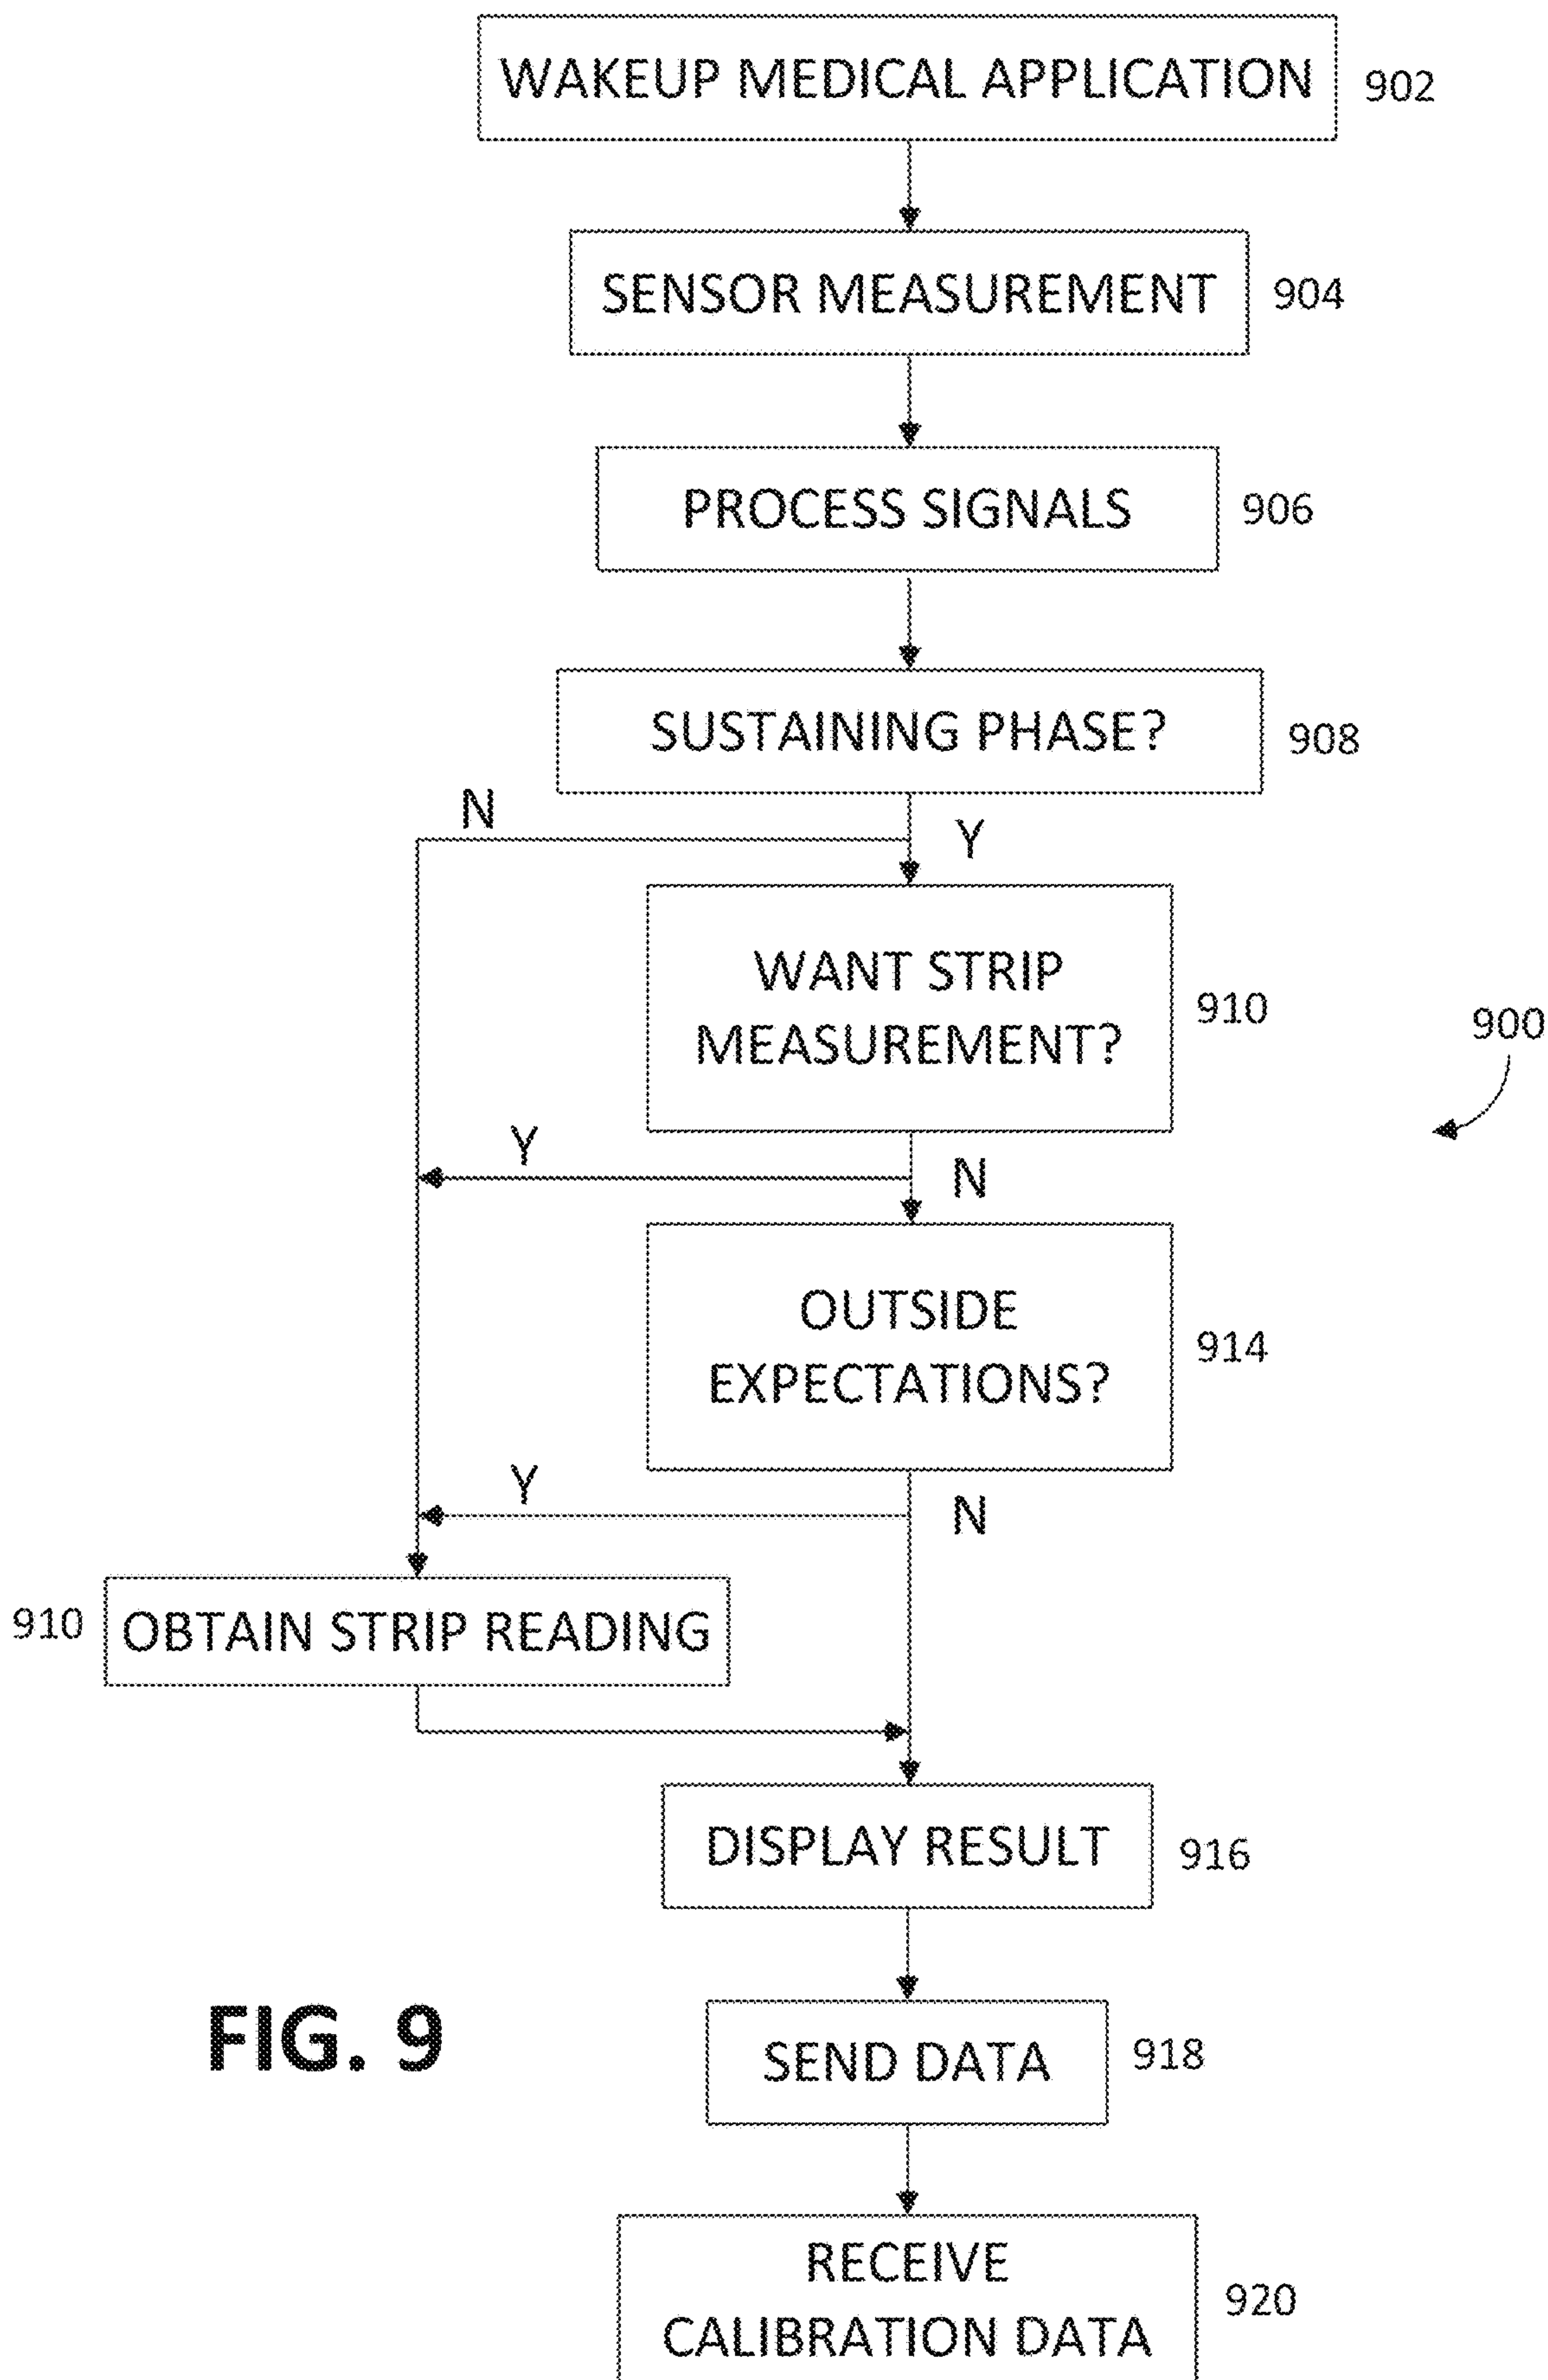 WAKEUP MEDICAL APPLICATION 902
SENSOR MEASUREMENT 904
PROCESS SIGNALS 906
SUSTAINING PHASE? 908
N
Y
WANT STRIP
MEASUREMENT?
910
900
Y
N
OUTSIDE
EXPECTATIONS?
914
Y
N
910 OBTAIN STRIP READING
DISPLAY RESULT 916
FIG. 9
SEND DATA 918
RECEIVE
CALIBRATION DATA
920